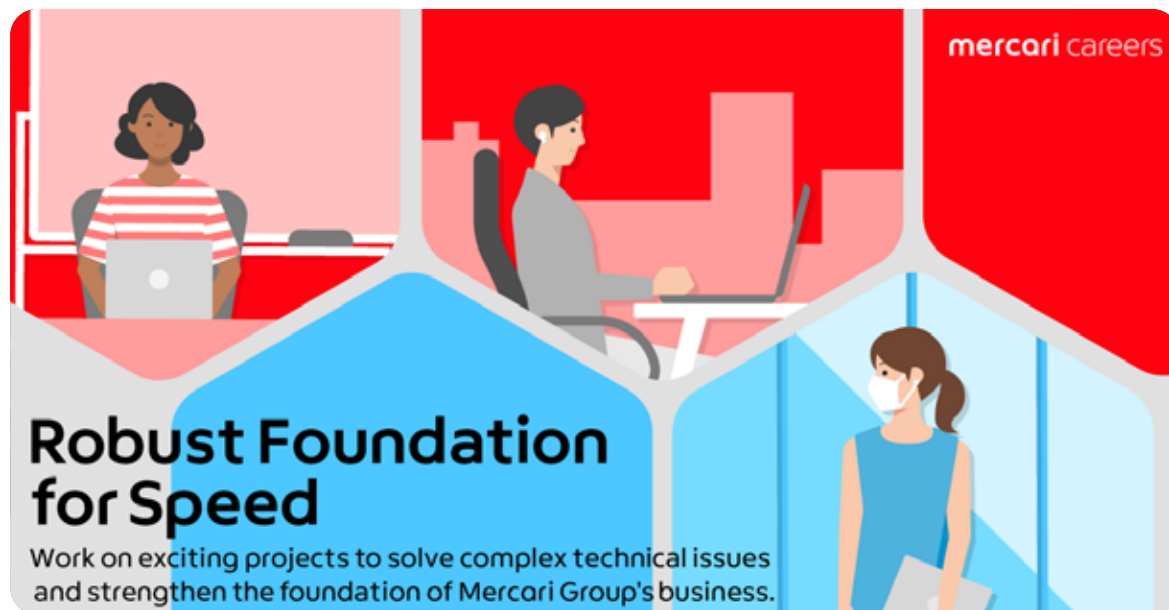 mercari careers
Robust Foundation
for Speed
Work on exciting projects to solve complex technical issues
and strengthen the foundation of Mercari Group's business.